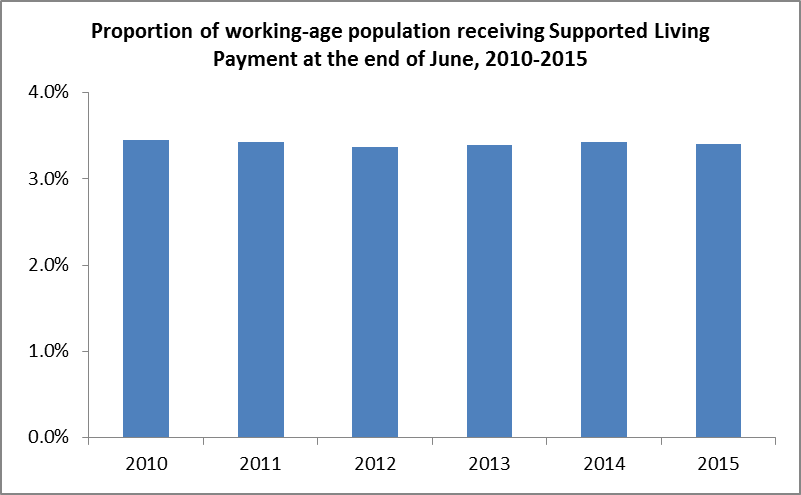 Proportion of working-age population receiving Supported Living
Payment at the end of June, 2010-2015
4.0%
3.0%
2.0%
1.0%
0.0%
2010 2011 2012 2013 2014 2015